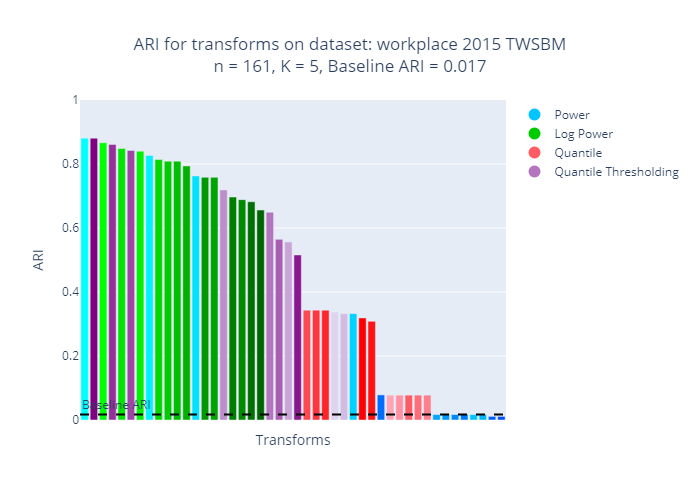 ARI for transforms on dataset: workplace 2015 TWSBM
n = 161, K = 5, Baseline ARI = 0.017
1
0.8
0.6
0.4
0.2
0
ARI
Baseline ARI
Transforms
Power
Log Power
Quantile
Quantile Thresholding